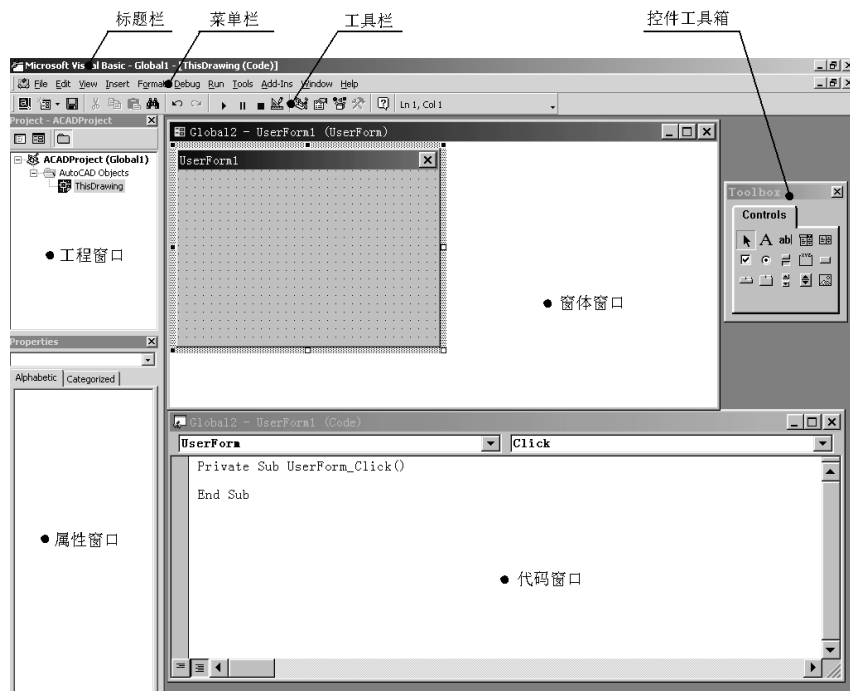 标题栏
菜单栏
工具栏
控件工具箱
Microsoft Visual Basic - Global1 - [ThisDrawing (Code)]
File Edit View Insert Format Debug Run Tools Add-Ins Window Help
Ln 1, Col 1
Project - ACADProject
ACADProject (Global1)
AutoCAD Objects
ThisDrawing
工程窗口
Global2 - UserForm1 (UserForm)
UserForm1
窗体窗口
Toolbox
Controls
A ab|
Properties
Alphabetic Categorized
属性窗口
Global2 - UserForm1 (Code)
UserForm Click
Private Sub UserForm_Click()
End Sub
代码窗口